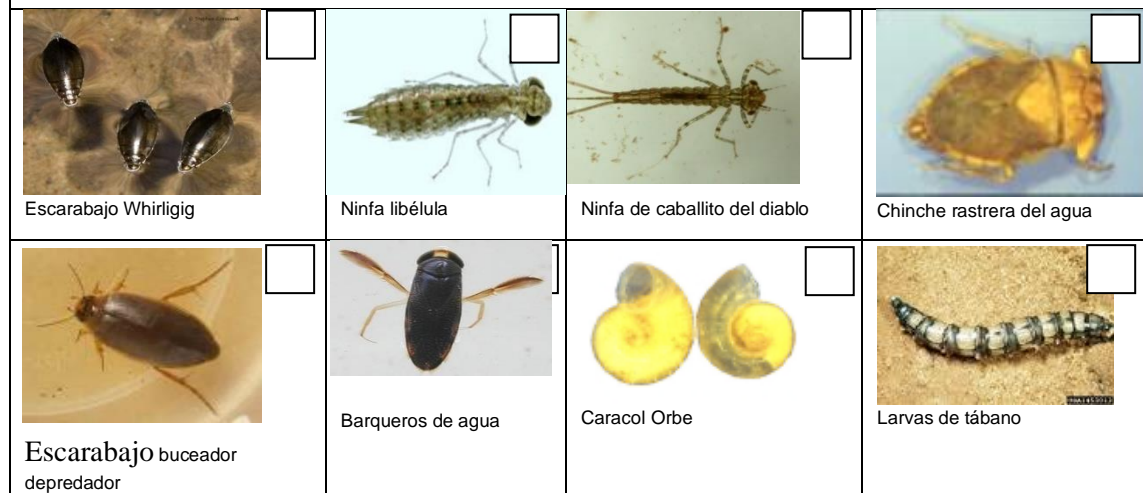 Escarabajo Whirligig
Ninfa libélula
Ninfa de caballito del diablo
Chinche rastrera del agua
Escarabajo buceador
depredador
Barqueros de agua
Caracol Orbe
Larvas de tábano